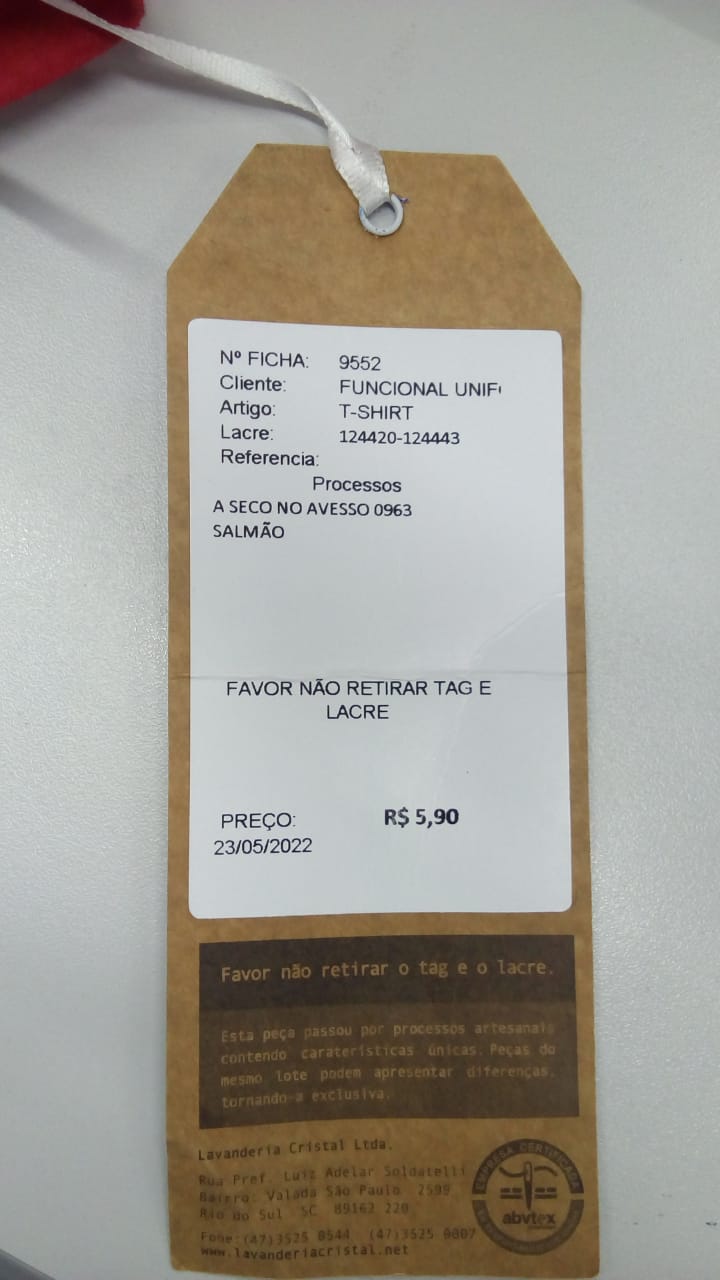 Nº FICHA: 9552
Cliente: FUNCIONAL UNIF
Artigo: T-SHIRT
Lacre: 124420-124443
Referencia:
Processos
A SECO NO AVESSO 0963
SALMÃO
FAVOR NÃO RETIRAR TAG E
LACRE
PREÇO: R$ 5,90
23/05/2022
Favor não retirar o tag e o lacre.
Esta peça passou por processos artesanais
contendo caraterísticas únicas. Peças do
mesmo lote podem apresentar diferenças,
tornando-a exclusiva.
Lavanderia Cristal Ltda.
Rua Pref. Luiz Adelar Soldatelli
Bairro: Valada São Paulo 2599
Rio do Sul SC 89162 220
Fone:(47)3525 0544 (47)3525 0007
www.lavanderiacristal.net
EMPRESA CERTIFICADA
abvtex